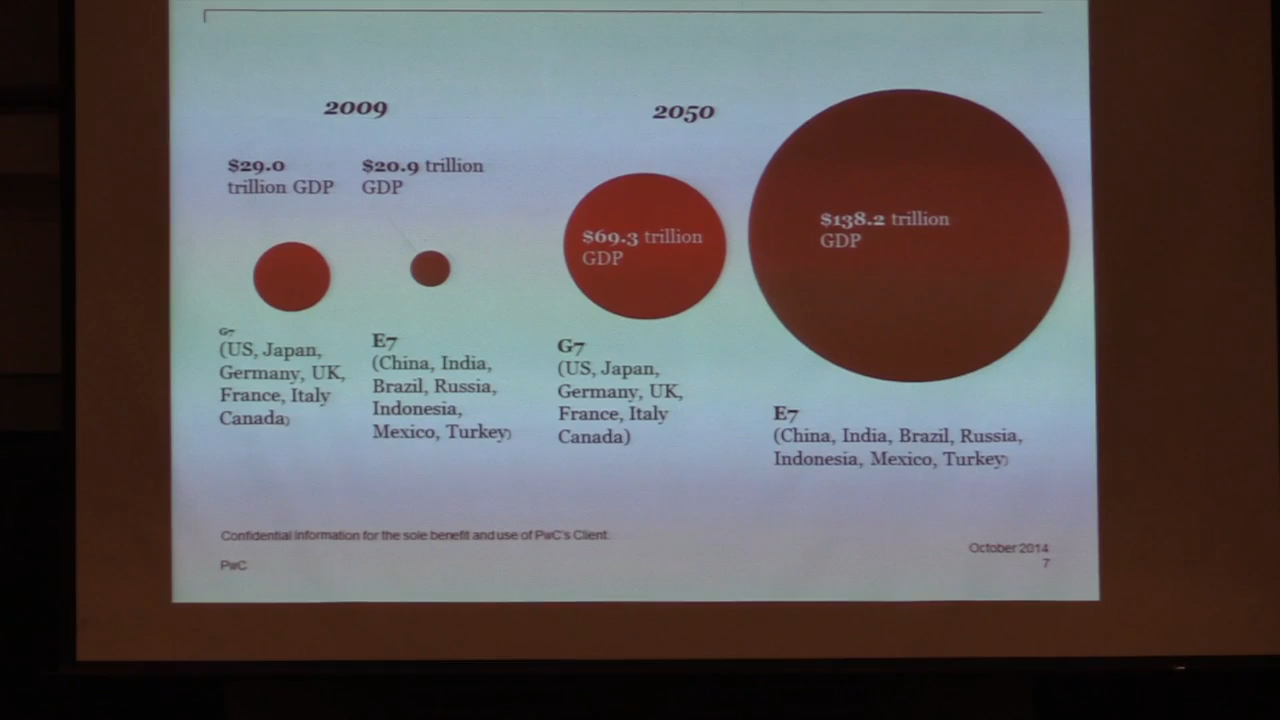 2009
2050
$29.0
trillion GDP
$20.9 trillion
GDP
$69.3 trillion
GDP
$138.2 trillion
GDP
G7
(US, Japan,
Germany, UK,
France, Italy
Canada)
E7
(China, India,
Brazil, Russia,
Indonesia,
Mexico, Turkey)
G7
(US, Japan,
Germany, UK,
France, Italy
Canada)
E7
(China, India, Brazil, Russia,
Indonesia, Mexico, Turkey)
Confidential information for the sole benefit and use of PwC's Client.
PwC
October 2014
7